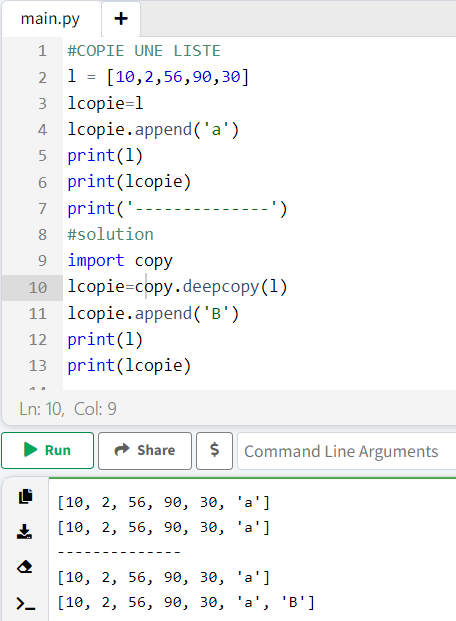 main.py +
1 #COPIE UNE LISTE
2 l = [10,2,56,90,30]
3 lcopie=l
4 lcopie.append('a')
5 print(l)
6 print(lcopie)
7 print('--------------')
8 #solution
9 import copy
10 lcopie=copy.deepcopy(l)
11 lcopie.append('B')
12 print(l)
13 print(lcopie)
Ln: 10, Col: 9
Run Share $ Command Line Arguments
[10, 2, 56, 90, 30, 'a']
[10, 2, 56, 90, 30, 'a']
--------------
[10, 2, 56, 90, 30, 'a']
[10, 2, 56, 90, 30, 'a', 'B']